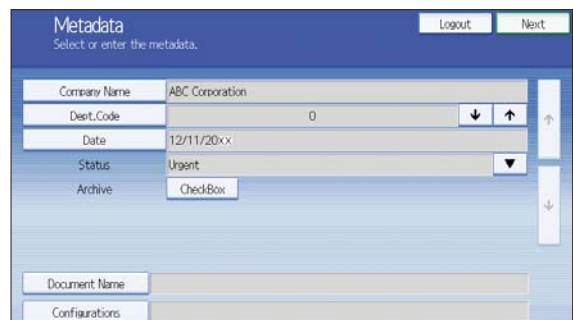 Metadata
Logout Next
Select or enter the metadata.
Company Name ABC Corporation
Dept.Code 0
Date 12/11/20××
Status Urgent
Archive CheckBox
Document Name
Configurations